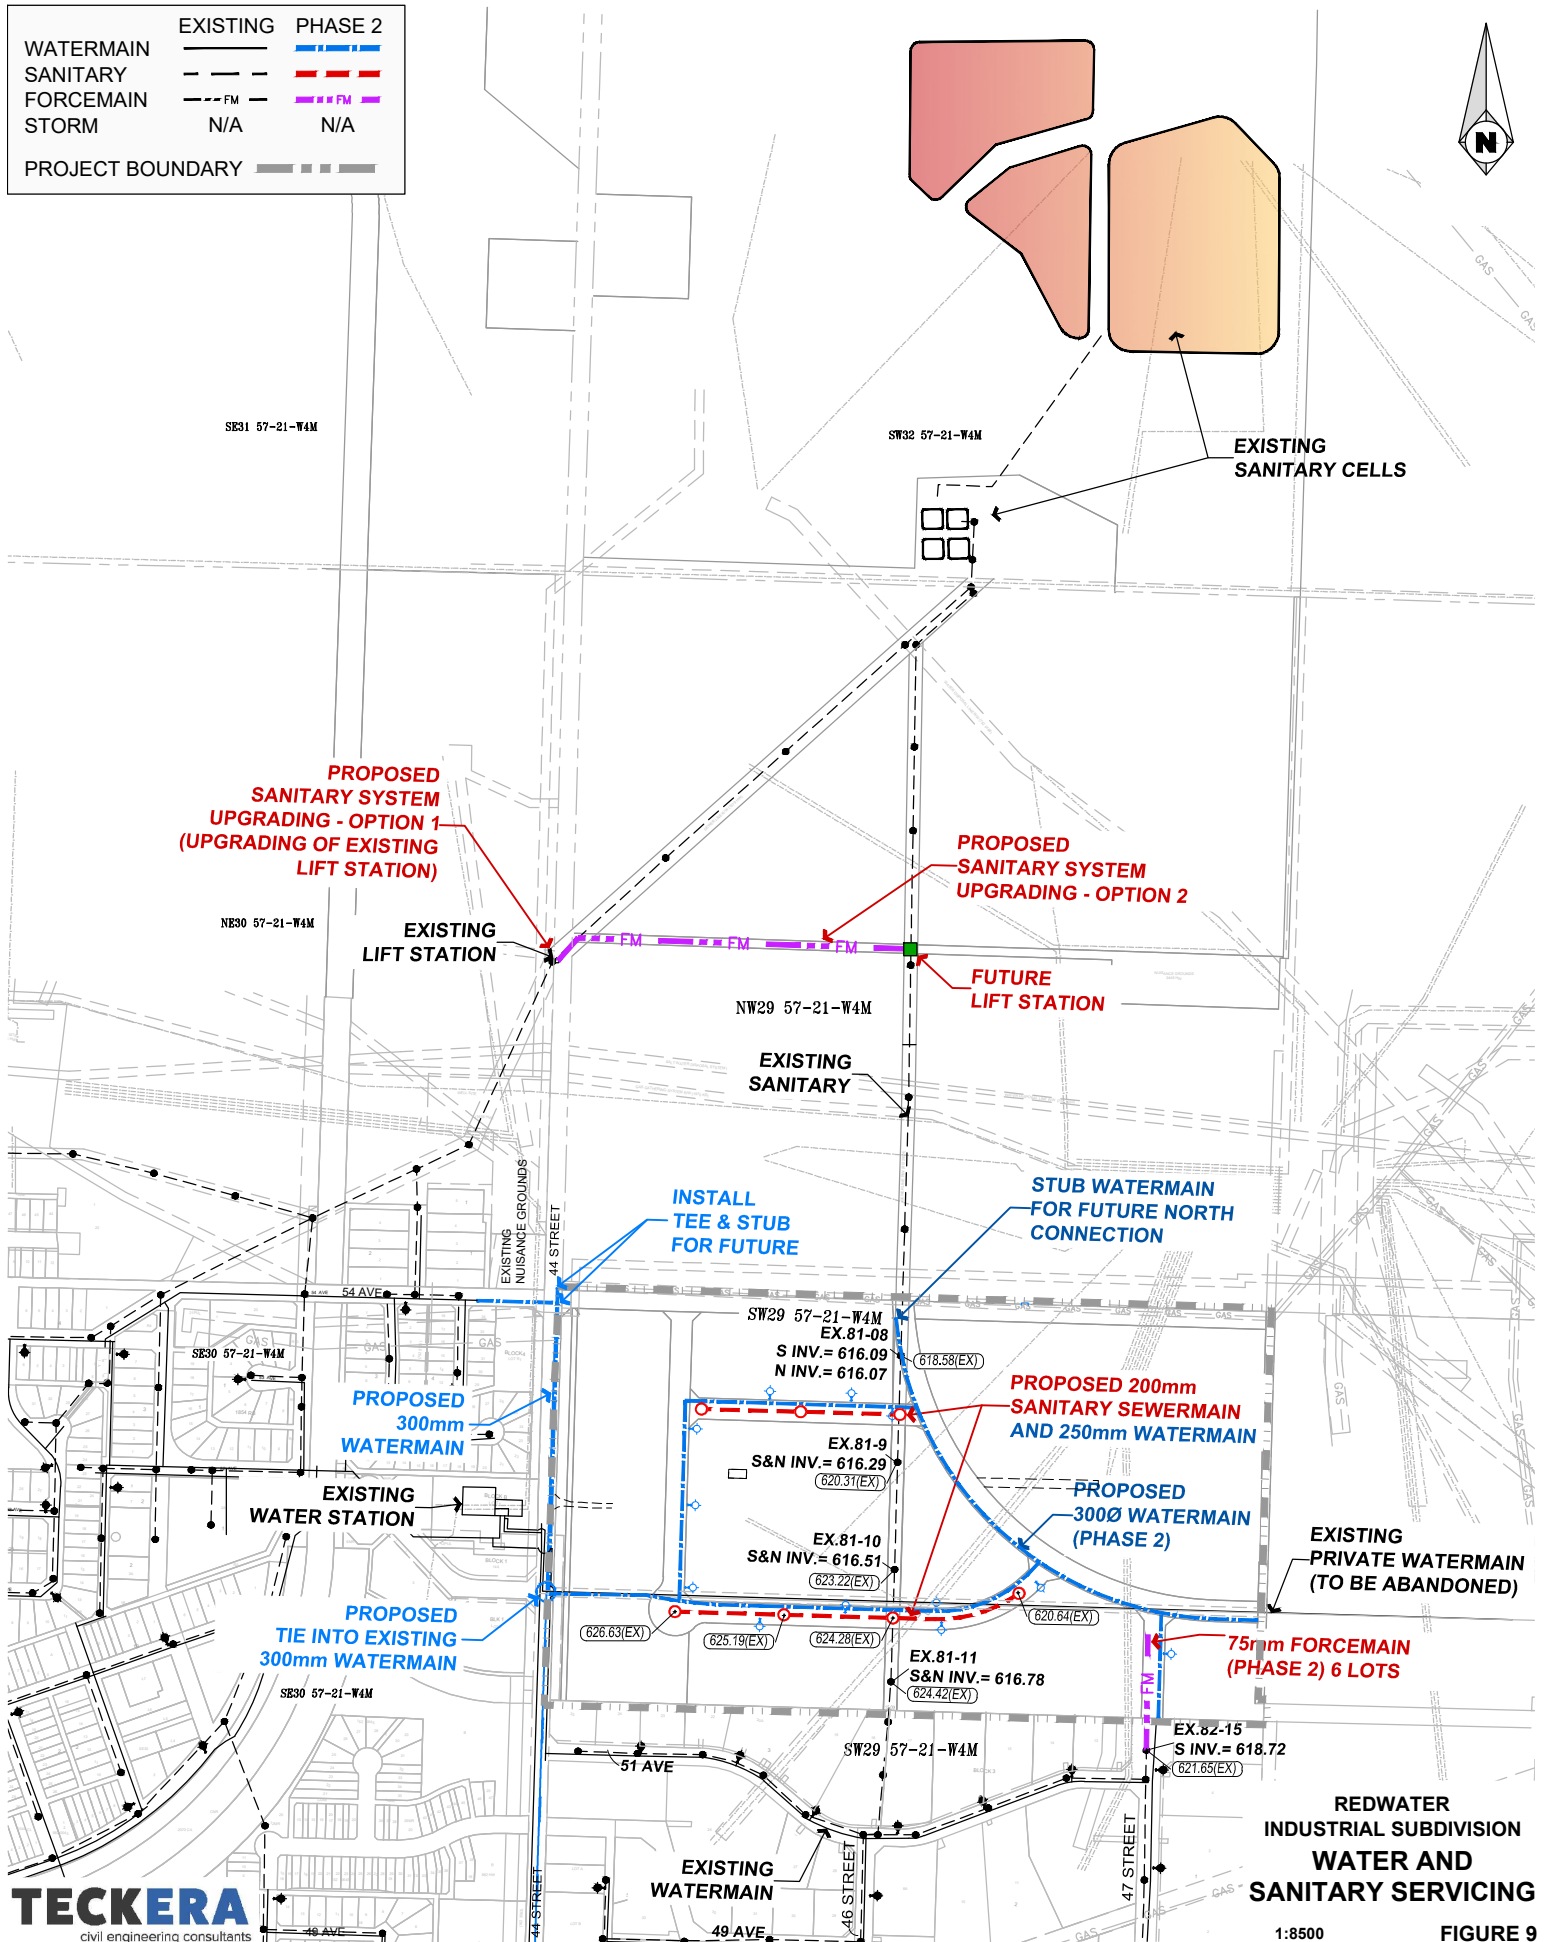 EXISTING PHASE 2
WATERMAIN
SANITARY
FORCEMAIN FM FM
STORM N/A N/A
PROJECT BOUNDARY
N
GAS
GAS
SE31 57-21-W4M
SW32 57-21-W4M
EXISTING
SANITARY CELLS
PROPOSED
SANITARY SYSTEM
UPGRADING - OPTION 1
(UPGRADING OF EXISTING
LIFT STATION)
PROPOSED
SANITARY SYSTEM
UPGRADING - OPTION 2
NE30 57-21-W4M
EXISTING
LIFT STATION
FM FM FM
FUTURE
LIFT STATION
NW29 57-21-W4M
EXISTING
SANITARY
EXISTING
NUISANCE GROUNDS
44 STREET
INSTALL
TEE & STUB
FOR FUTURE
STUB WATERMAIN
FOR FUTURE NORTH
CONNECTION
54 AVE
SW29 57-21-W4M
EX.81-08
S INV.= 616.09
N INV.= 616.07
618.58(EX)
SE30 57-21-W4M
GAS GAS GAS
PROPOSED
300mm
WATERMAIN
PROPOSED 200mm
SANITARY SEWERMAIN
AND 250mm WATERMAIN
EX.81-9
S&N INV.= 616.29
620.31(EX)
EXISTING
WATER STATION
PROPOSED
300Ø WATERMAIN
(PHASE 2)
EX.81-10
S&N INV.= 616.51
623.22(EX)
EXISTING
PRIVATE WATERMAIN
(TO BE ABANDONED)
BLOCK 1
PROPOSED
TIE INTO EXISTING
300mm WATERMAIN
626.63(EX)
625.19(EX)
624.28(EX)
620.64(EX)
75mm FORCEMAIN
(PHASE 2) 6 LOTS
FM
EX.81-11
S&N INV.= 616.78
624.42(EX)
SE30 57-21-W4M
EX.82-15
S INV.= 618.72
621.65(EX)
SW29 57-21-W4M
51 AVE
EXISTING
WATERMAIN
44 STREET
46 STREET
47 STREET
49 AVE
49 AVE
GAS
GAS
REDWATER
INDUSTRIAL SUBDIVISION
WATER AND
SANITARY SERVICING
1:8500 FIGURE 9
TECKERA
civil engineering consultants